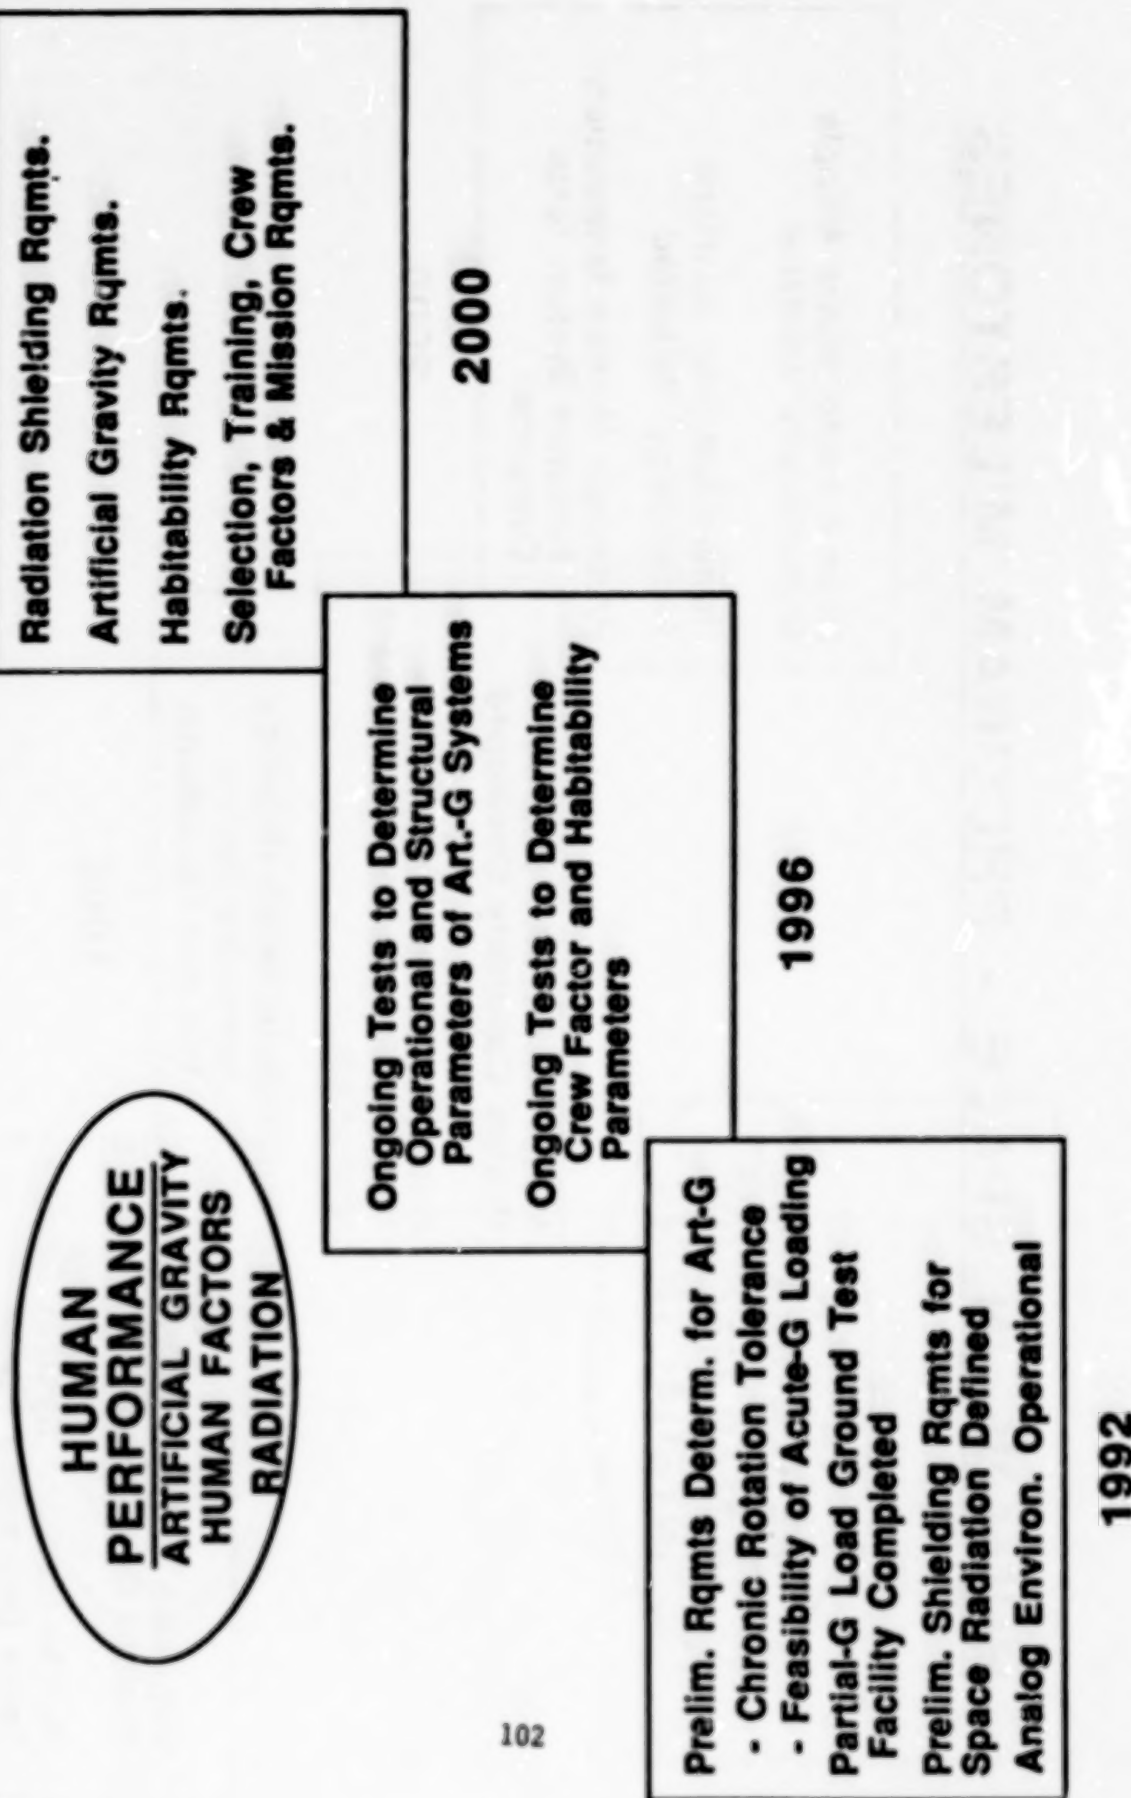 HUMAN
PERFORMANCE
ARTIFICIAL GRAVITY
HUMAN FACTORS
RADIATION
Radiation Shielding Rqmts.
Artificial Gravity Rqmts.
Habitability Rqmts.
Selection, Training, Crew
Factors & Mission Rqmts.
2000
Ongoing Tests to Determine
Operational and Structural
Parameters of Art.-G Systems
Ongoing Tests to Determine
Crew Factor and Habitability
Parameters
1996
Prelim. Rqmts Determ. for Art-G
- Chronic Rotation Tolerance
- Feasibility of Acute-G Loading
Partial-G Load Ground Test
Facility Completed
Prelim. Shielding Rqmts for
Space Radiation Defined
Analog Environ. Operational
1992
102